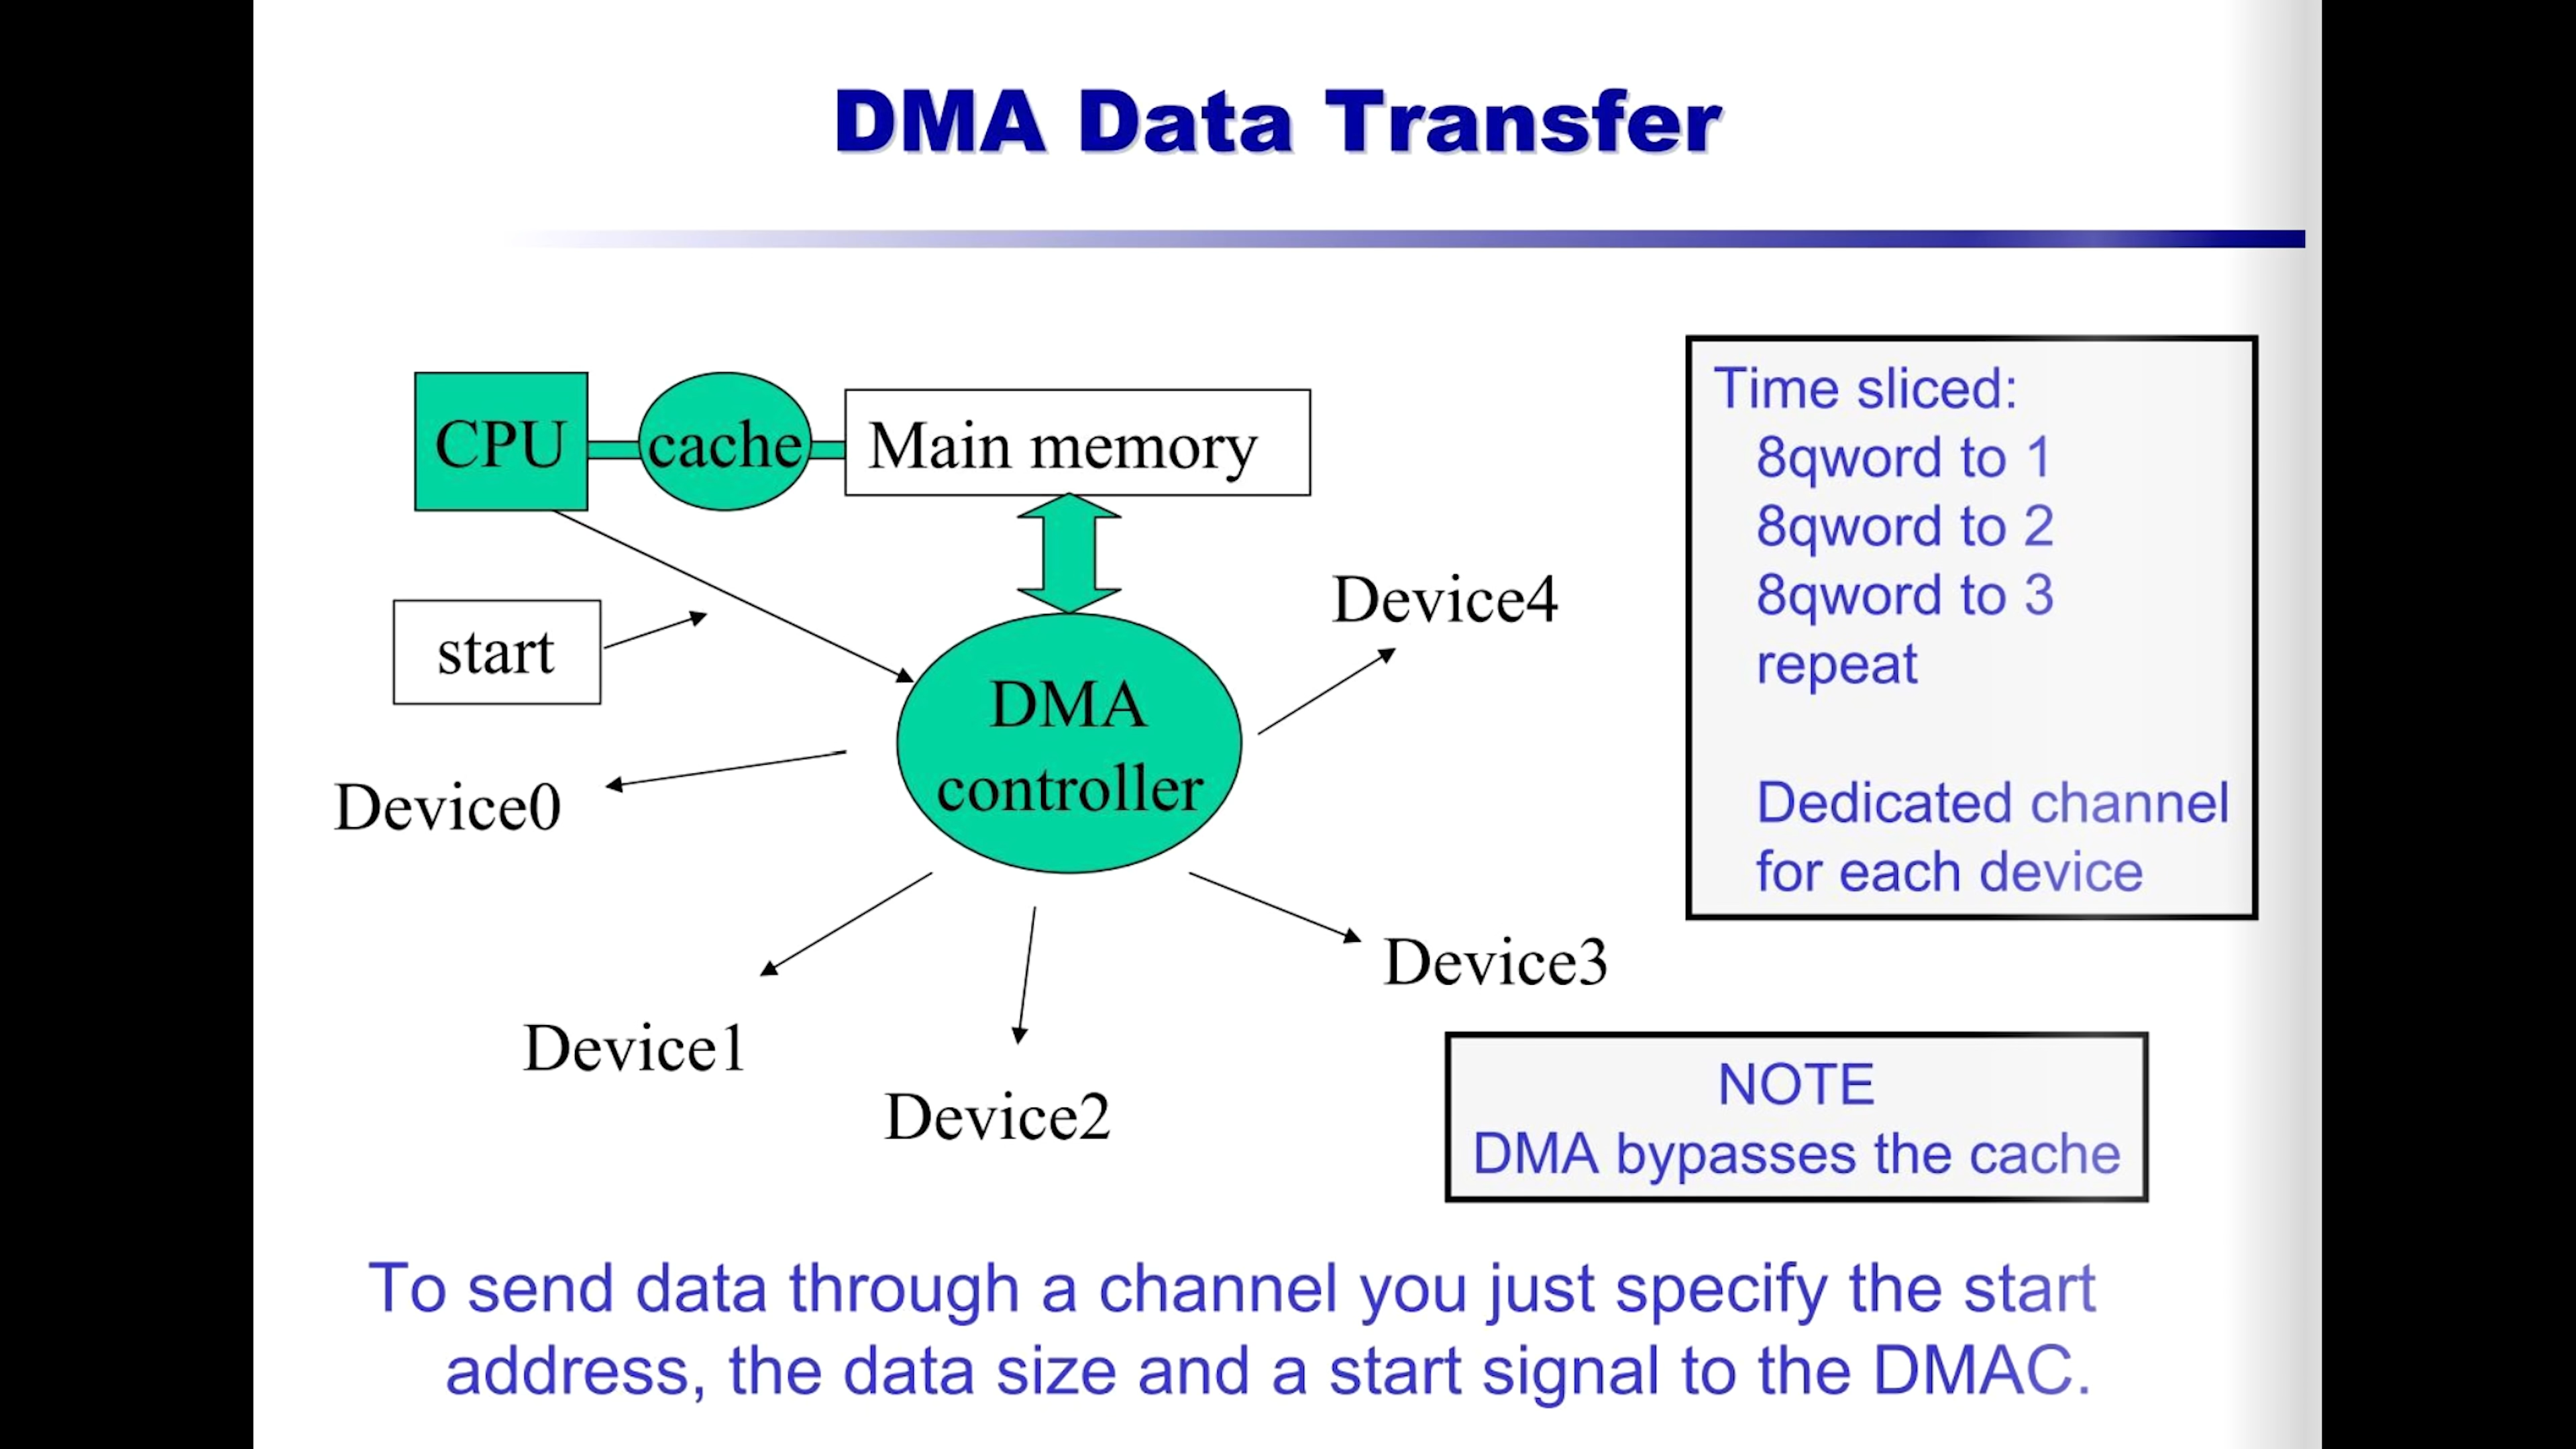 DMA Data Transfer
CPU
cache
Main memory
start
DMA
controller
Device0
Device1
Device2
Device3
Device4
Time sliced:
8qword to 1
8qword to 2
8qword to 3
repeat
Dedicated channel
for each device
NOTE
DMA bypasses the cache
To send data through a channel you just specify the start
address, the data size and a start signal to the DMAC.